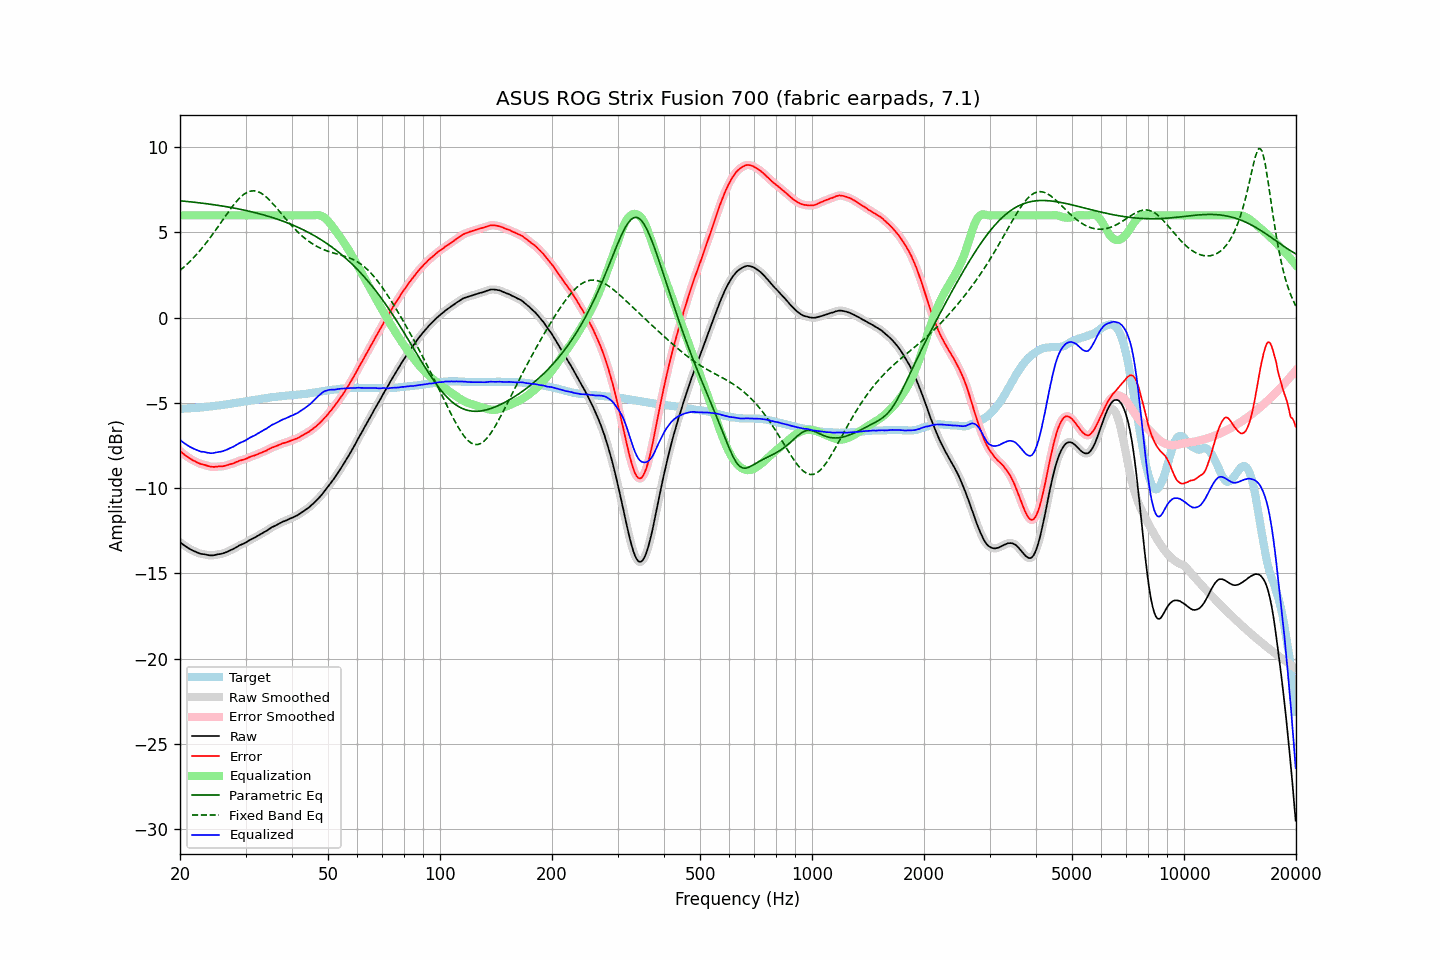 ASUS ROG Strix Fusion 700 (fabric earpads, 7.1)
Amplitude (dBr)
10
5
0
−5
−10
−15
−20
−25
−30
Target
Raw Smoothed
Error Smoothed
Raw
Error
Equalization
Parametric Eq
Fixed Band Eq
Equalized
20 50 100 200 500 1000 2000 5000 10000 20000
Frequency (Hz)